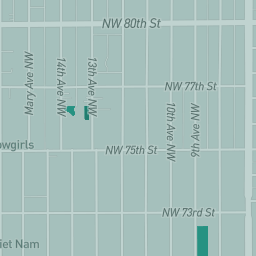 NW 80th St
Mary Ave NW
14th Ave NW
13th Ave NW
NW 77th St
10th Ave NW
9th Ave NW
owgirls
NW 75th St
NW 73rd St
iet Nam